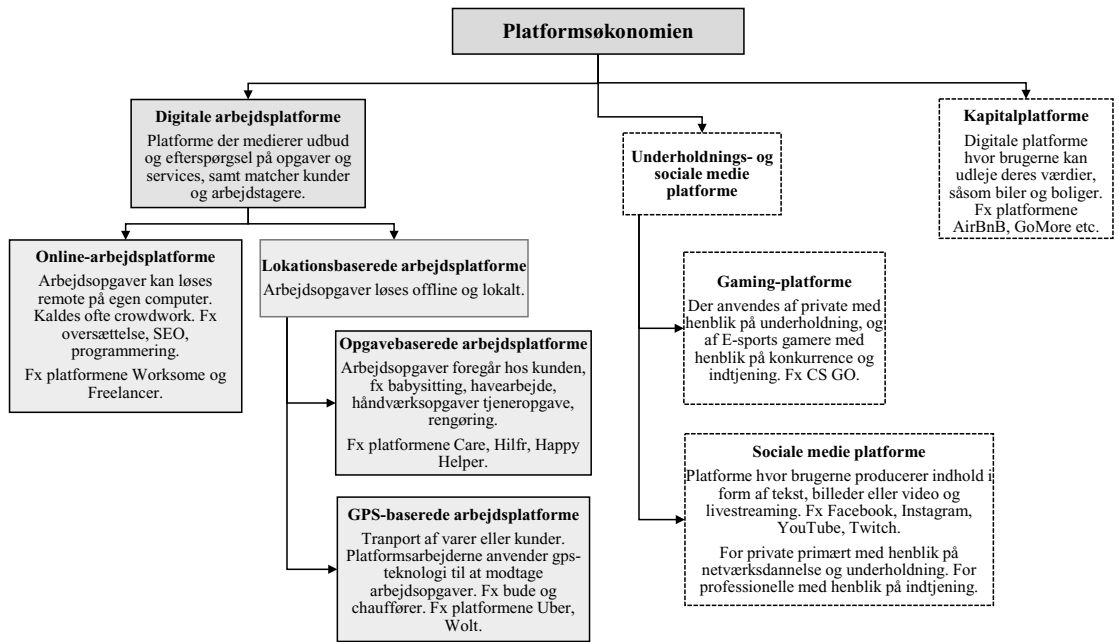 Platformsøkonomien
Digitale arbejdsplatforme
Platforme der medierer udbud
og efterspørgsel på opgaver og
services, samt matcher kunder
og arbejdstagere.
Online-arbejdsplatforme
Arbejdsopgaver kan løses
remote på egen computer.
Kaldes ofte crowdwork. Fx
oversættelse, SEO,
programmering.
Fx platformene Worksome og
Freelancer.
Lokationsbaserede arbejdsplatforme
Arbejdsopgaver løses offline og lokalt.
Opgavebaserede arbejdsplatforme
Arbejdsopgaver foregår hos kunden,
fx babysitting, havearbejde,
håndværksopgaver tjeneropgave,
rengøring.
Fx platformene Care, Hilfr, Happy
Helper.
GPS-baserede arbejdsplatforme
Tranport af varer eller kunder.
Platformsarbejderne anvender gps-
teknologi til at modtage
arbejdsopgaver. Fx bude og
chauffører. Fx platformene Uber,
Wolt.
Underholdnings- og
sociale medie
platforme
Gaming-platforme
Der anvendes af private med
henblik på underholdning, og
af E-sports gamere med
henblik på konkurrence og
indtjening. Fx CS GO.
Sociale medie platforme
Platforme hvor brugerne producerer indhold i
form af tekst, billeder eller video og
livestreaming. Fx Facebook, Instagram,
YouTube, Twitch.
For private primært med henblik på
netværksdannelse og underholdning. For
professionelle med henblik på indtjening.
Kapitalplatforme
Digitale platforme
hvor brugerne kan
udleje deres værdier,
såsom biler og boliger.
Fx platformene
AirBnB, GoMore etc.